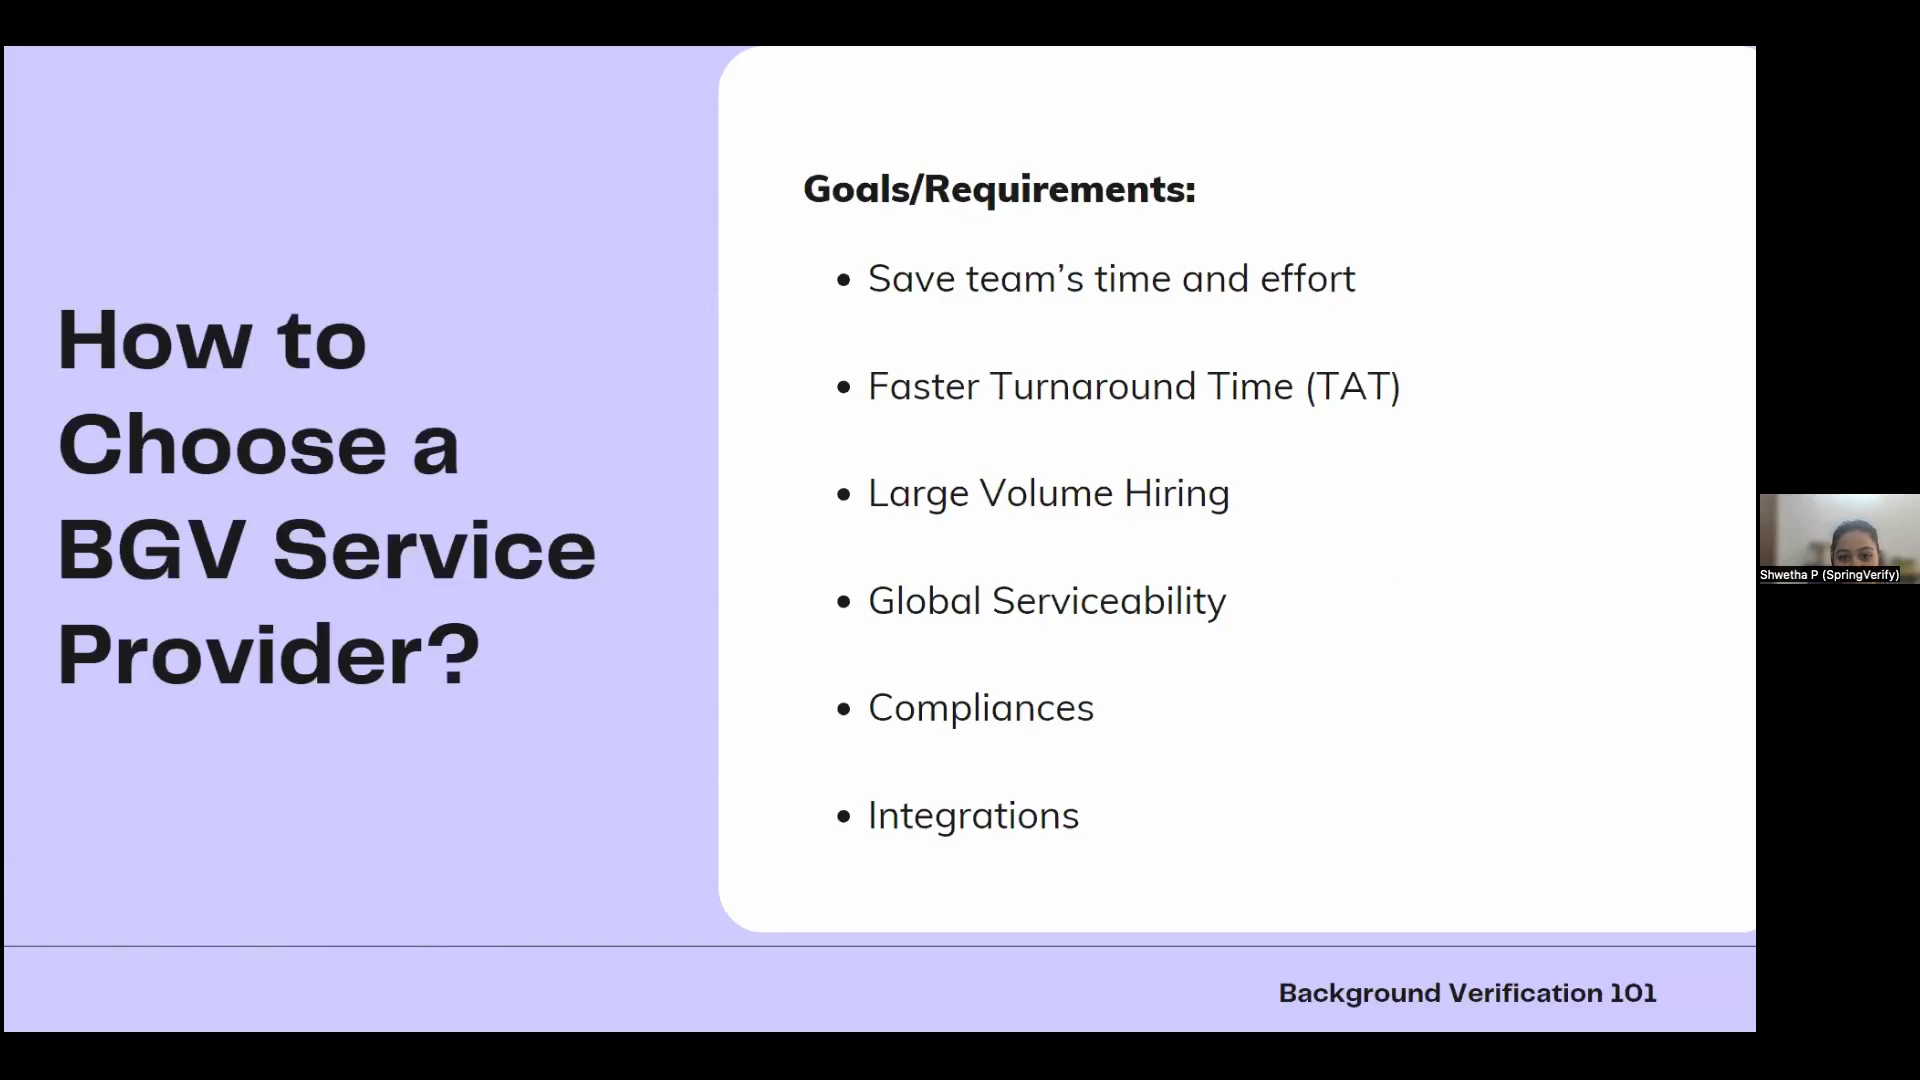 How to
Choose a
BGV Service
Provider?
Goals/Requirements:
• Save team’s time and effort
• Faster Turnaround Time (TAT)
• Large Volume Hiring
• Global Serviceability
• Compliances
• Integrations
Background Verification 101
Shwetha P (SpringVerify)